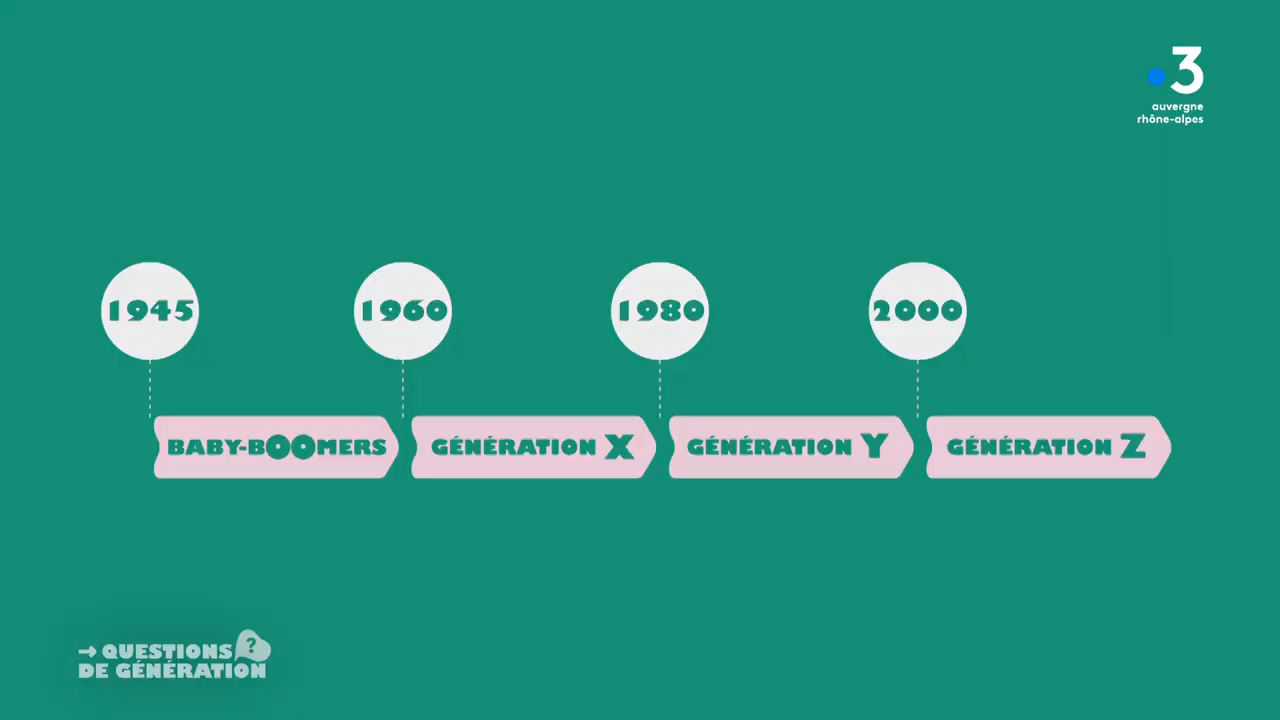 3
auvergne
rhône-alpes
1945
1960
1980
2000
BABY-BOOMERS
GÉNÉRATION X
GÉNÉRATION Y
GÉNÉRATION Z
→ QUESTIONS ?
DE GÉNÉRATION